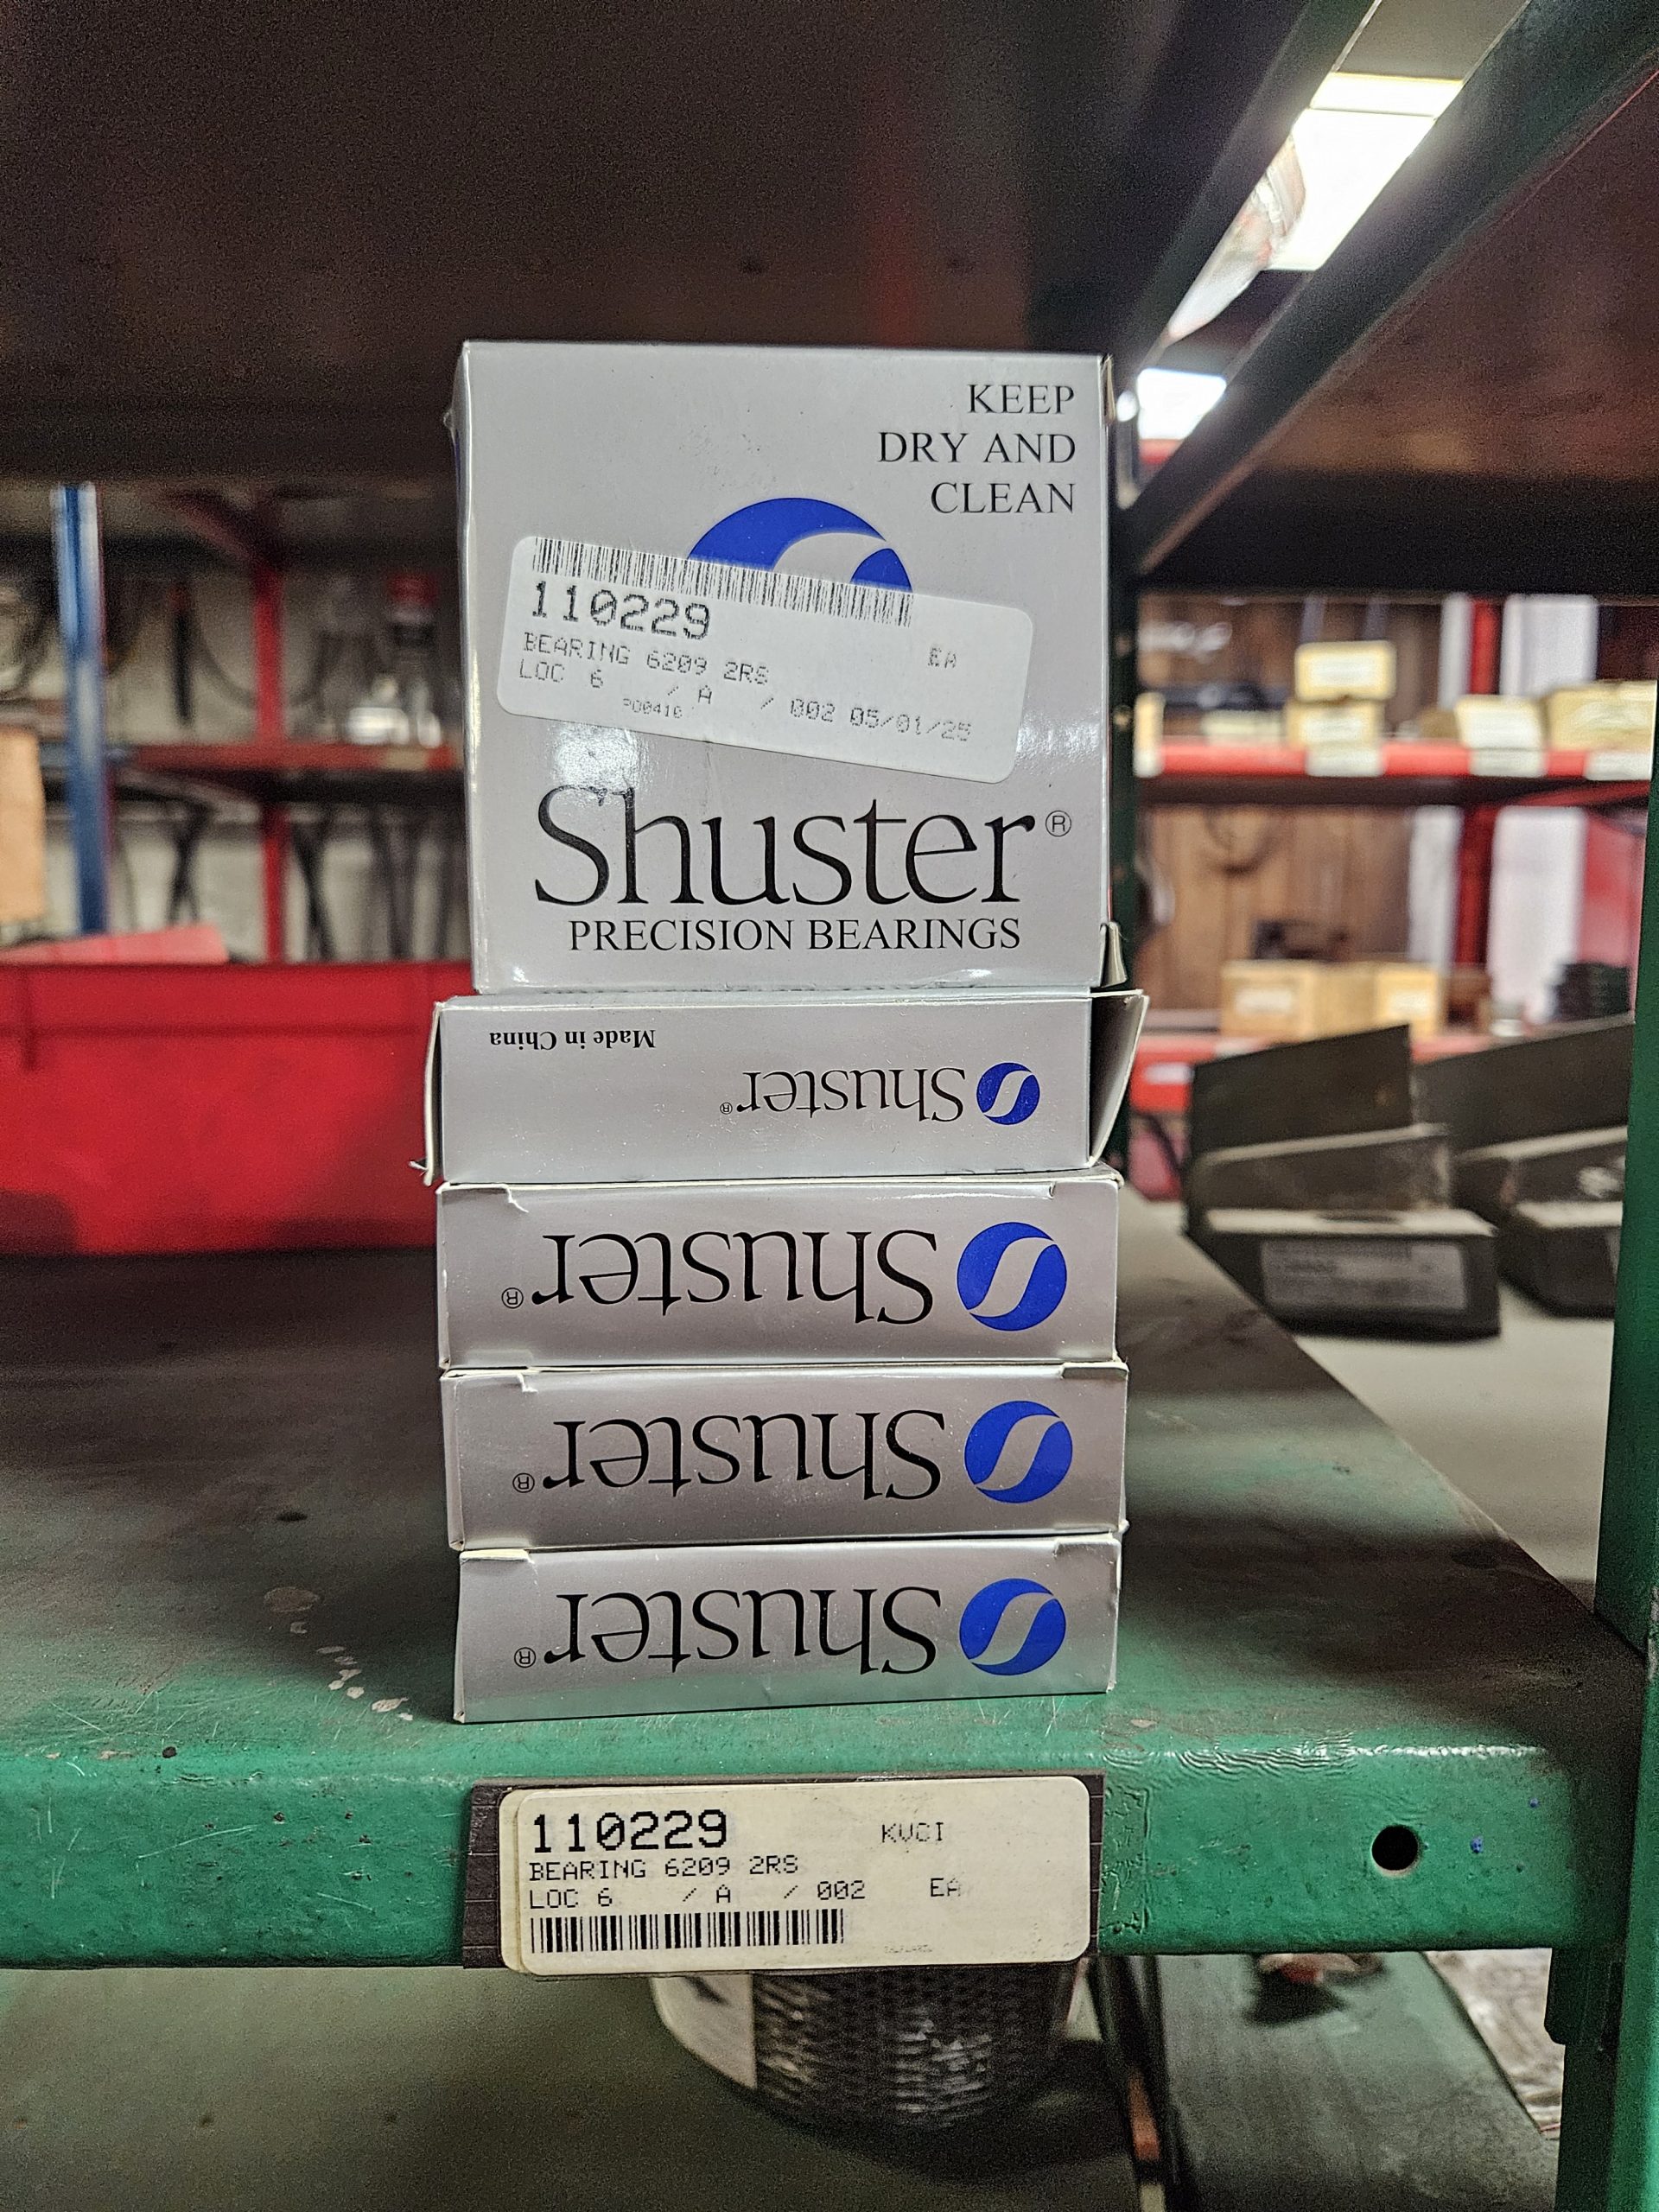 KEEP
DRY AND
CLEAN
110229
BEARING 6209 2RS EA
LOC 6 / A / 002 05/01/25
Shuster®
PRECISION BEARINGS
Made in China
Shuster®
Shuster®
Shuster®
Shuster®
110229 KVCI
BEARING 6209 2RS
LOC 6 / A / 002 EA